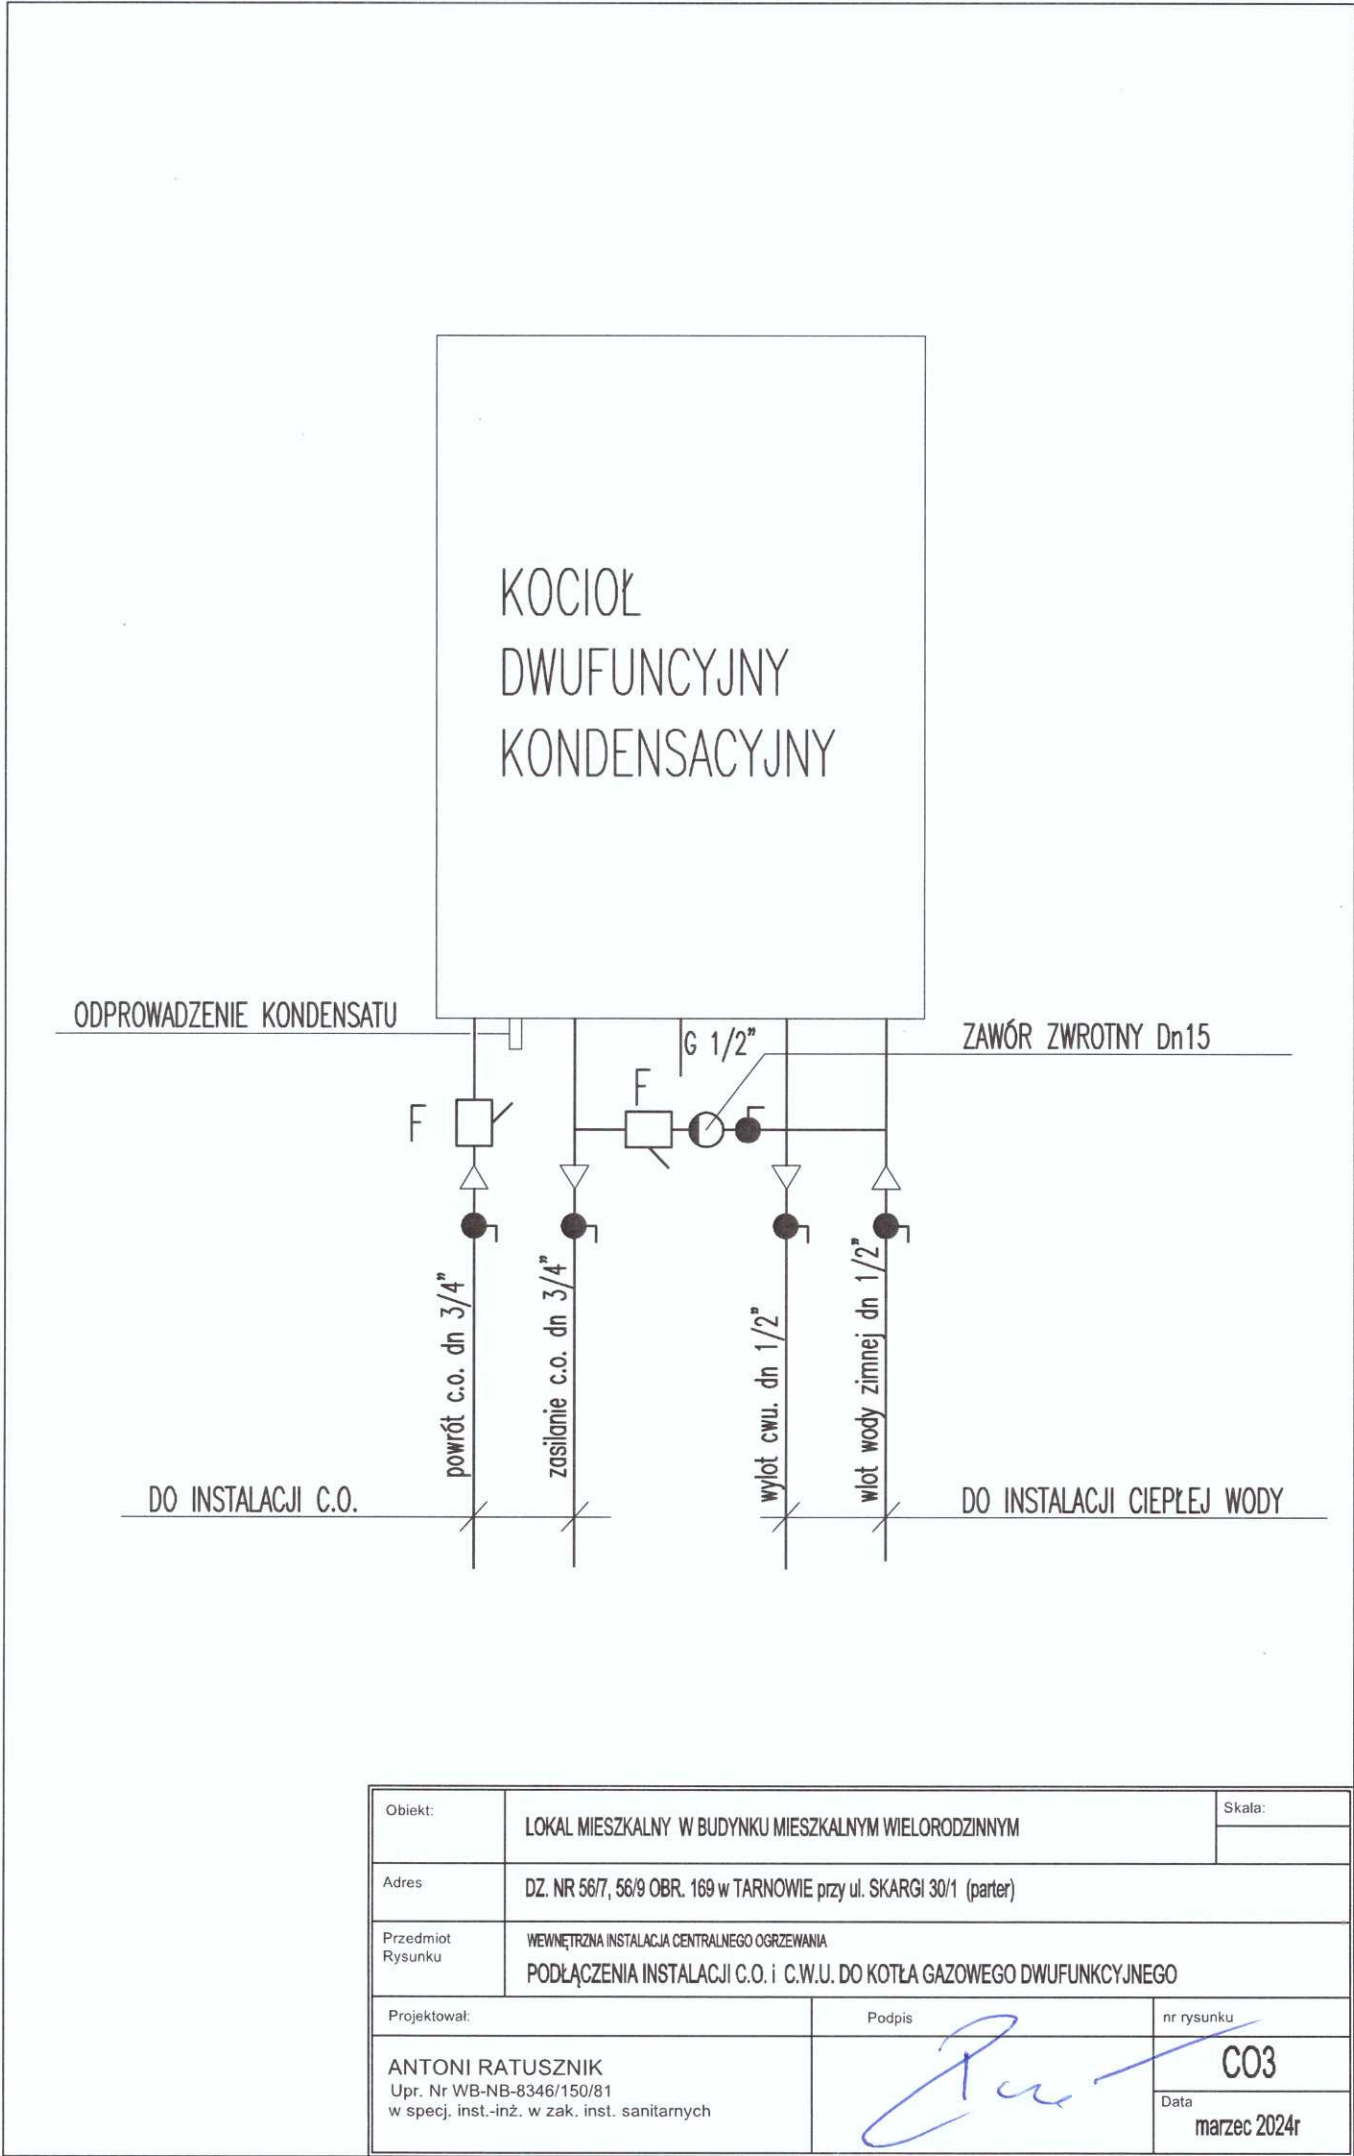 KOCIOŁ
DWUFUNCYJNY
KONDENSACYJNY
ODPROWADZENIE KONDENSATU
G 1/2"
ZAWÓR ZWROTNY Dn15
F
F
powrót c.o. dn 3/4"
zasilanie c.o. dn 3/4"
wylot cwu. dn 1/2"
wlot wody zimnej dn 1/2"
DO INSTALACJI C.O.
DO INSTALACJI CIEPŁEJ WODY
Obiekt:
LOKAL MIESZKALNY W BUDYNKU MIESZKALNYM WIELORODZINNYM
Skala:
Adres
DZ. NR 56/7, 56/9 OBR. 169 w TARNOWIE przy ul. SKARGI 30/1 (parter)
Przedmiot
Rysunku
WEWNĘTRZNA INSTALACJA CENTRALNEGO OGRZEWANIA
PODŁĄCZENIA INSTALACJI C.O. i C.W.U. DO KOTŁA GAZOWEGO DWUFUNKCYJNEGO
Projektował:
Podpis
nr rysunku
ANTONI RATUSZNIK
Upr. Nr WB-NB-8346/150/81
w specj. inst.-inż. w zak. inst. sanitarnych
CO3
Data
marzec 2024r